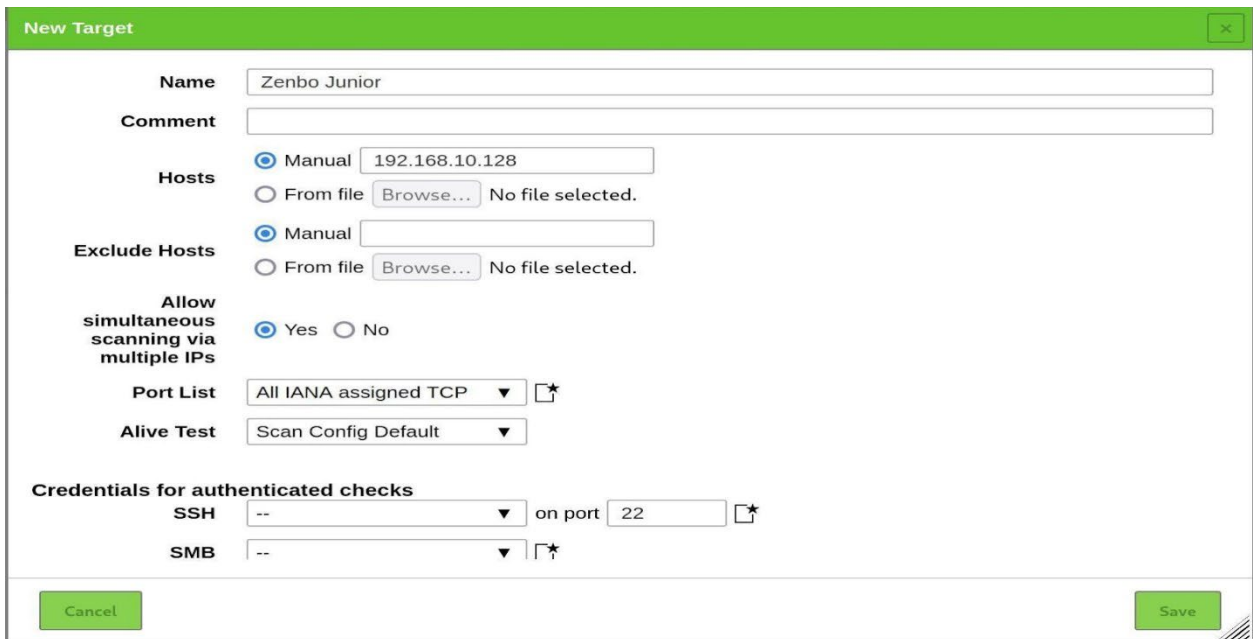 New Target
Name Zenbo Junior
Comment
Hosts
Manual 192.168.10.128
From file Browse... No file selected.
Exclude Hosts
Manual
From file Browse... No file selected.
Allow
simultaneous
scanning via
multiple IPs
Yes No
Port List All IANA assigned TCP
Alive Test Scan Config Default
Credentials for authenticated checks
SSH -- on port 22
SMB --
Cancel Save